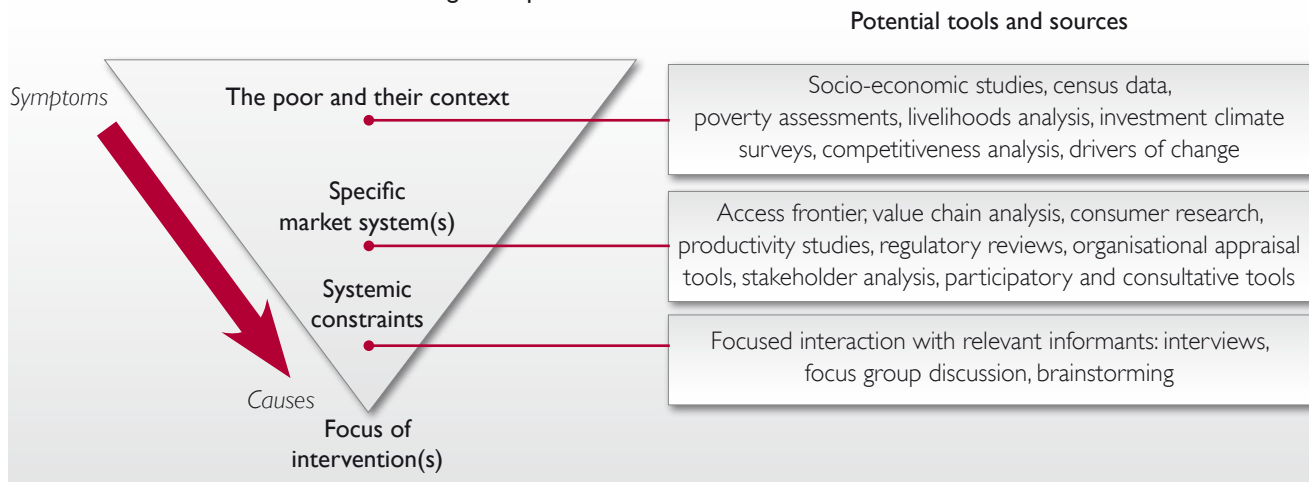 Potential tools and sources
Symptoms
The poor and their context
Socio-economic studies, census data,
poverty assessments, livelihoods analysis, investment climate
surveys, competitiveness analysis, drivers of change
Specific
market system(s)
Access frontier, value chain analysis, consumer research,
productivity studies, regulatory reviews, organisational appraisal
tools, stakeholder analysis, participatory and consultative tools
Systemic
constraints
Focused interaction with relevant informants: interviews,
focus group discussion, brainstorming
Causes
Focus of
intervention(s)